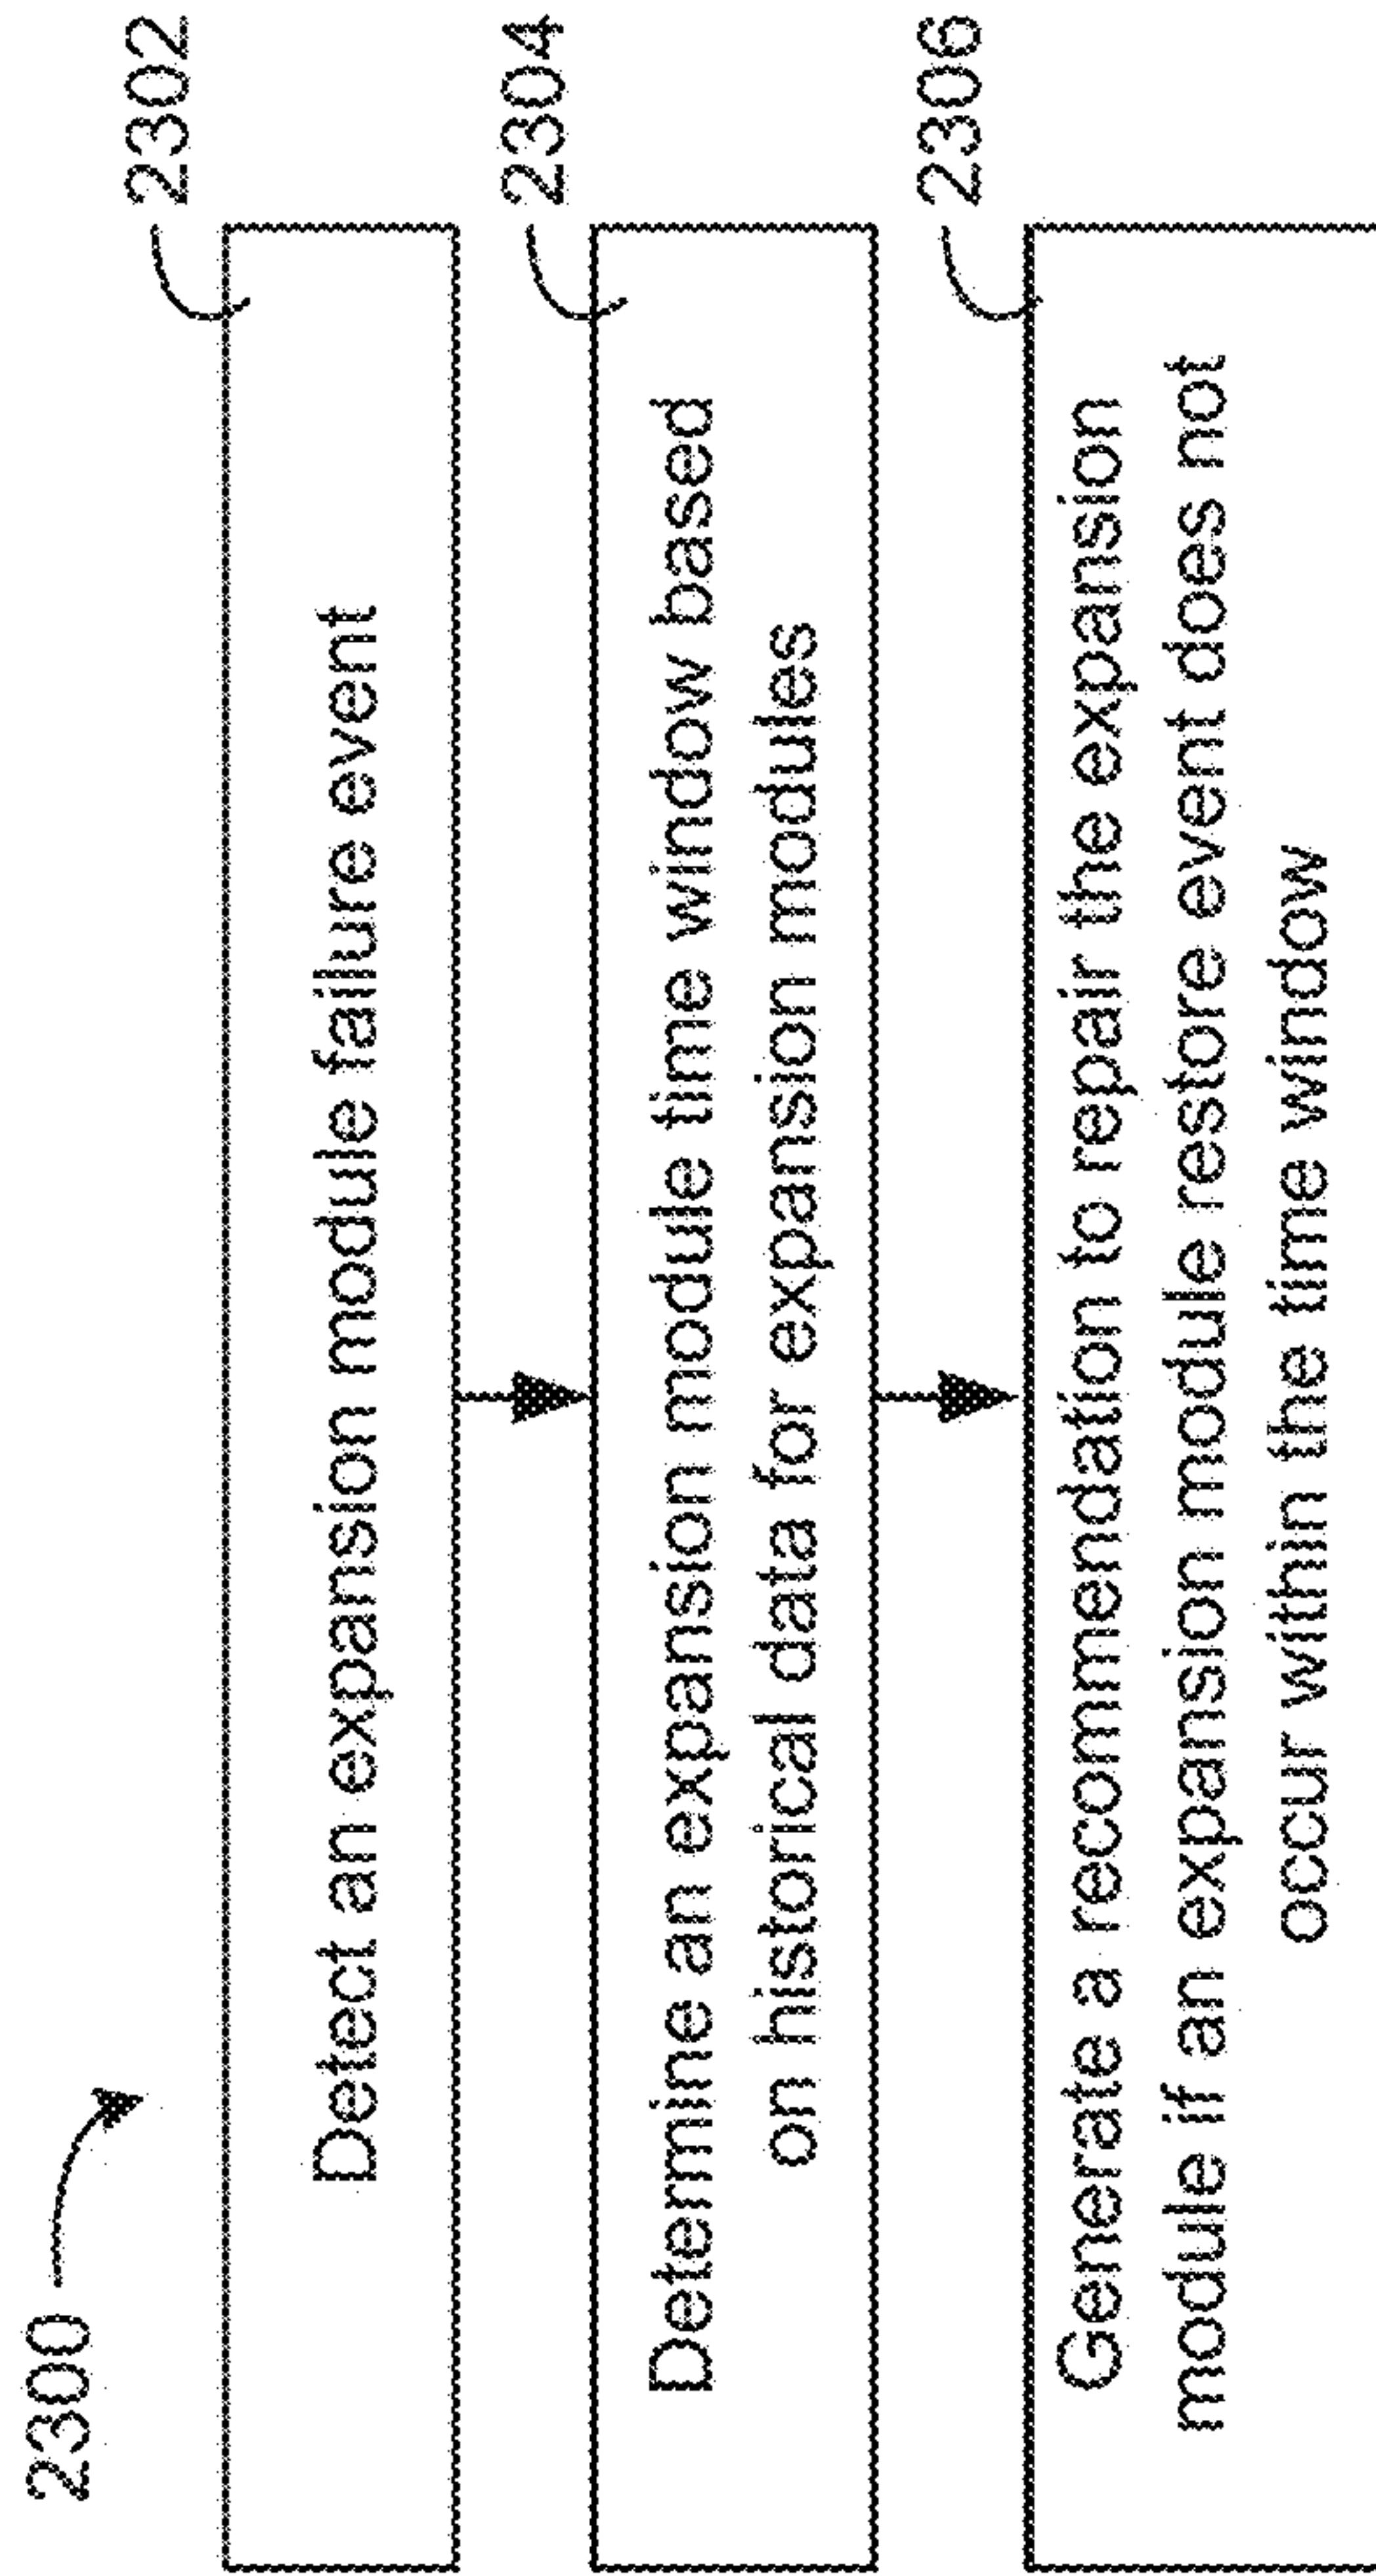 2300
2302
Detect an expansion module failure event
2304
Determine an expansion module time window based
on historical data for expansion modules
2306
Generate a recommendation to repair the expansion
module if an expansion module restore event does not
occur within the time window